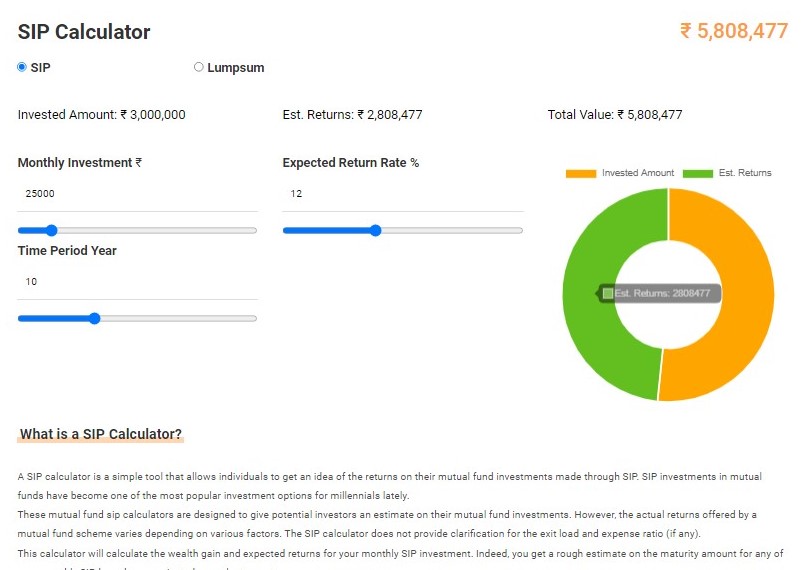 SIP Calculator
₹ 5,808,477
SIP
Lumpsum
Invested Amount: ₹ 3,000,000
Est. Returns: ₹ 2,808,477
Total Value: ₹ 5,808,477
Monthly Investment ₹
Expected Return Rate %
Invested Amount
Est. Returns
25000
12
Time Period Year
10
Est. Returns: 2808477
What is a SIP Calculator?
A SIP calculator is a simple tool that allows individuals to get an idea of the returns on their mutual fund investments made through SIP. SIP investments in mutual
funds have become one of the most popular investment options for millennials lately.
These mutual fund sip calculators are designed to give potential investors an estimate on their mutual fund investments. However, the actual returns offered by a
mutual fund scheme varies depending on various factors. The SIP calculator does not provide clarification for the exit load and expense ratio (if any).
This calculator will calculate the wealth gain and expected returns for your monthly SIP investment. Indeed, you get a rough estimate on the maturity amount for any of